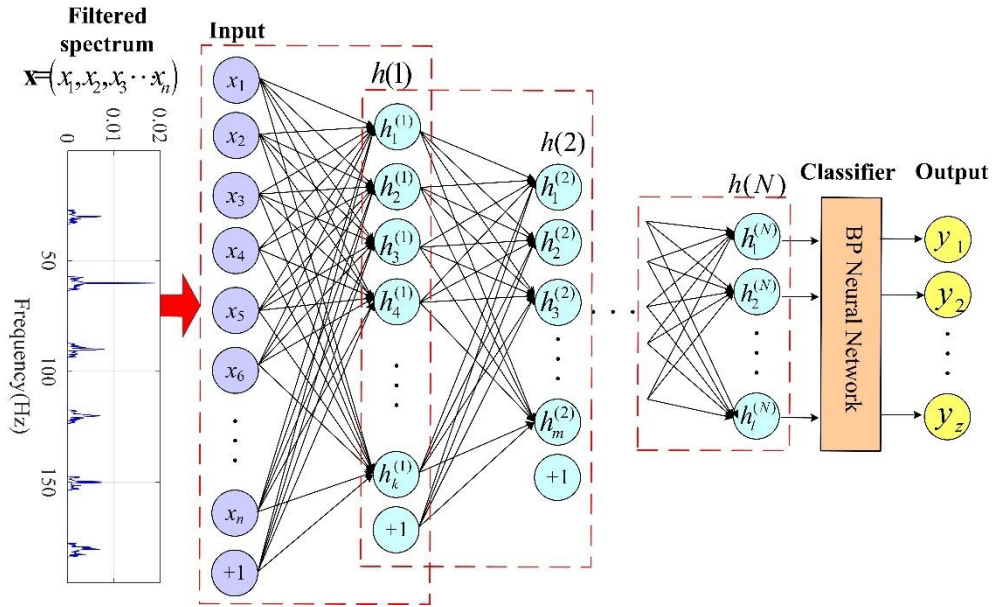 Filtered
spectrum
x=(x₁,x₂,x₃⋯xₙ)
0 0.01 0.02
50
100
150
Frequency(Hz)
Input
x₁
x₂
x₃
x₄
x₅
x₆
xₙ
+1
h(1)
h₁⁽¹⁾
h₂⁽¹⁾
h₃⁽¹⁾
h₄⁽¹⁾
hₖ⁽¹⁾
+1
h(2)
h₁⁽²⁾
h₂⁽²⁾
h₃⁽²⁾
hₘ⁽²⁾
+1
h(N)
h₁⁽ᴺ⁾
h₂⁽ᴺ⁾
hₗ⁽ᴺ⁾
Classifier
BP Neural Network
Output
y₁
y₂
y_z